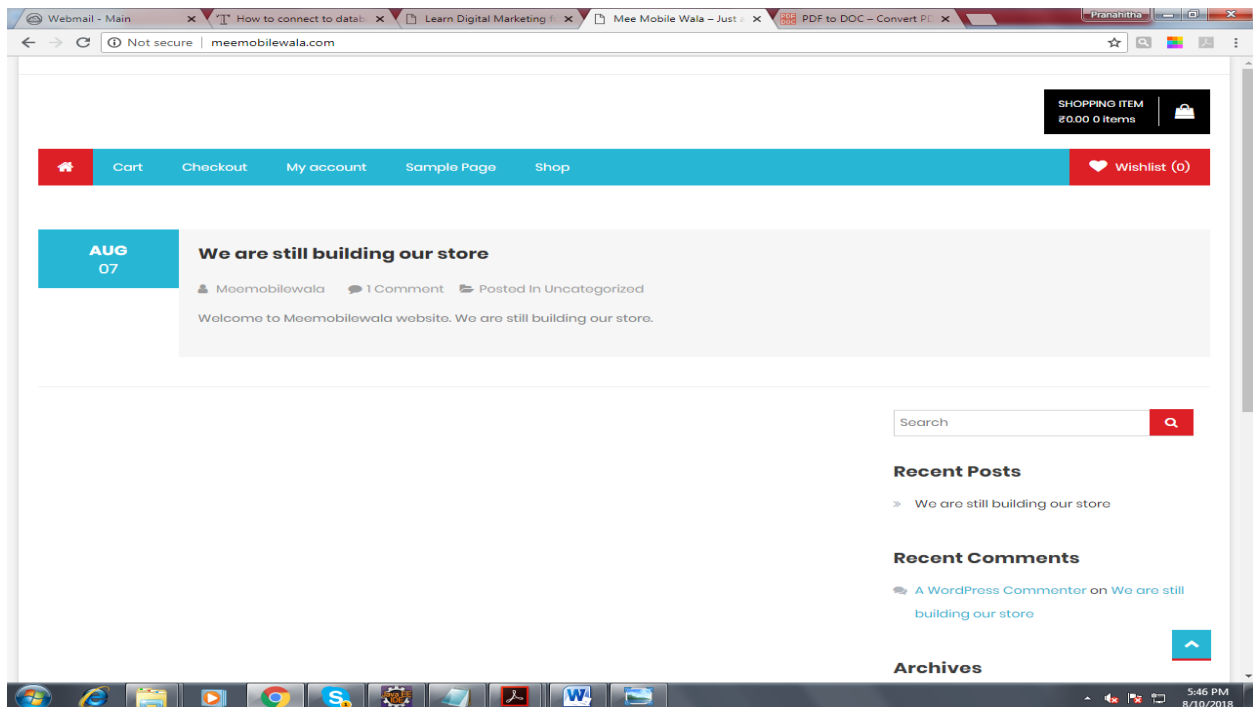 Webmail - Main
How to connect to datab
Learn Digital Marketing f
Mee Mobile Wala – Just a
PDF to DOC – Convert PD
Pranahitha
Not secure | meemobilewala.com
SHOPPING ITEM
₹0.00 0 items
Cart Checkout My account Sample Page Shop Wishlist (0)
AUG
07
We are still building our store
Meemobilewala 1 Comment Posted In Uncategorized
Welcome to Meemobilewala website. We are still building our store.
Search
Recent Posts
» We are still building our store
Recent Comments
A WordPress Commenter on We are still
building our store
Archives
5:46 PM
8/10/2018